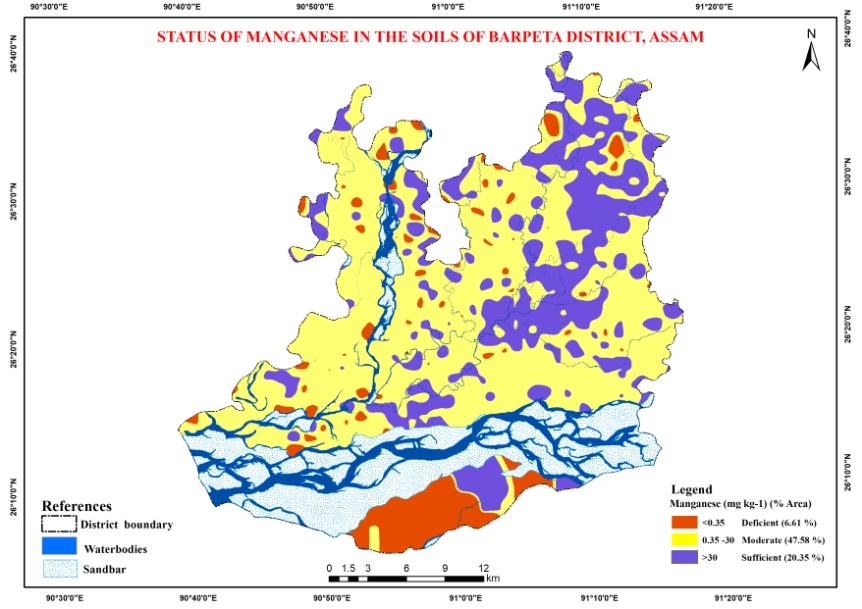 90°30'0"E 90°40'0"E 90°50'0"E 91°0'0"E 91°10'0"E 91°20'0"E
STATUS OF MANGANESE IN THE SOILS OF BARPETA DISTRICT, ASSAM
N
26°40'0"N
26°40'0"N
26°30'0"N
26°30'0"N
26°20'0"N
26°20'0"N
26°10'0"N
26°10'0"N
References
District boundary
Waterbodies
Sandbar
Legend
Manganese (mg kg-1) (% Area)
<0.35 Deficient (6.61 %)
0.35 -30 Moderate (47.58 %)
>30 Sufficient (20.35 %)
0 1.5 3 6 9 12
km
90°30'0"E 90°40'0"E 90°50'0"E 91°0'0"E 91°10'0"E 91°20'0"E